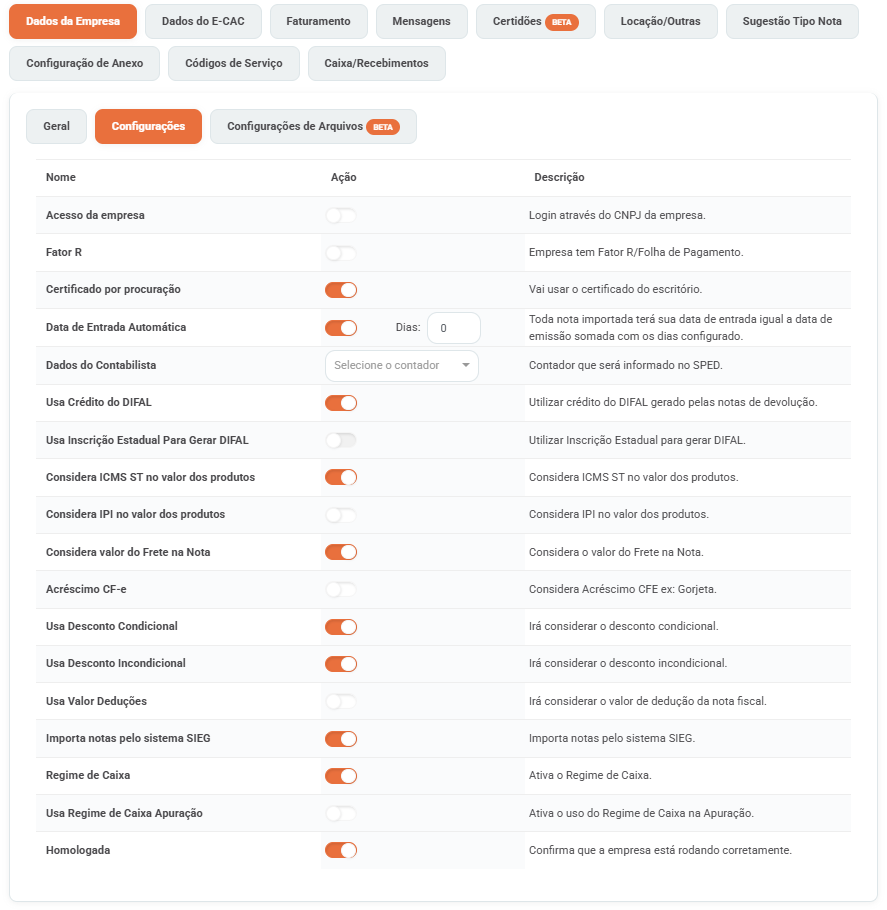 Dados da Empresa Dados do E-CAC Faturamento Mensagens Certidões BETA Locação/Outras Sugestão Tipo Nota
Configuração de Anexo Códigos de Serviço Caixa/Recebimentos
Geral Configurações Configurações de Arquivos BETA
Nome Ação Descrição
Acesso da empresa Login através do CNPJ da empresa.
Fator R Empresa tem Fator R/Folha de Pagamento.
Certificado por procuração Vai usar o certificado do escritório.
Data de Entrada Automática Dias: 0 Toda nota importada terá sua data de entrada igual a data de
emissão somada com os dias configurado.
Dados do Contabilista Selecione o contador Contador que será informado no SPED.
Usa Crédito do DIFAL Utilizar crédito do DIFAL gerado pelas notas de devolução.
Usa Inscrição Estadual Para Gerar DIFAL Utilizar Inscrição Estadual para gerar DIFAL.
Considera ICMS ST no valor dos produtos Considera ICMS ST no valor dos produtos.
Considera IPI no valor dos produtos Considera IPI no valor dos produtos.
Considera valor do Frete na Nota Considera o valor do Frete na Nota.
Acréscimo CF-e Considera Acréscimo CFE ex: Gorjeta.
Usa Desconto Condicional Irá considerar o desconto condicional.
Usa Desconto Incondicional Irá considerar o desconto incondicional.
Usa Valor Deduções Irá considerar o valor de dedução da nota fiscal.
Importa notas pelo sistema SIEG Importa notas pelo sistema SIEG.
Regime de Caixa Ativa o Regime de Caixa.
Usa Regime de Caixa Apuração Ativa o uso do Regime de Caixa na Apuração.
Homologada Confirma que a empresa está rodando corretamente.